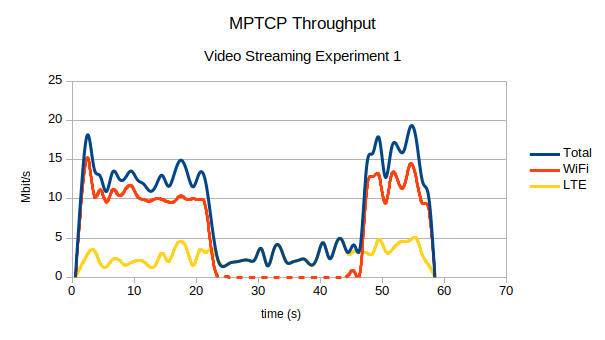 MPTCP Throughput
Video Streaming Experiment 1
25
20
15
10
5
0
Mbit/s
0 10 20 30 40 50 60 70
time (s)
Total
WiFi
LTE